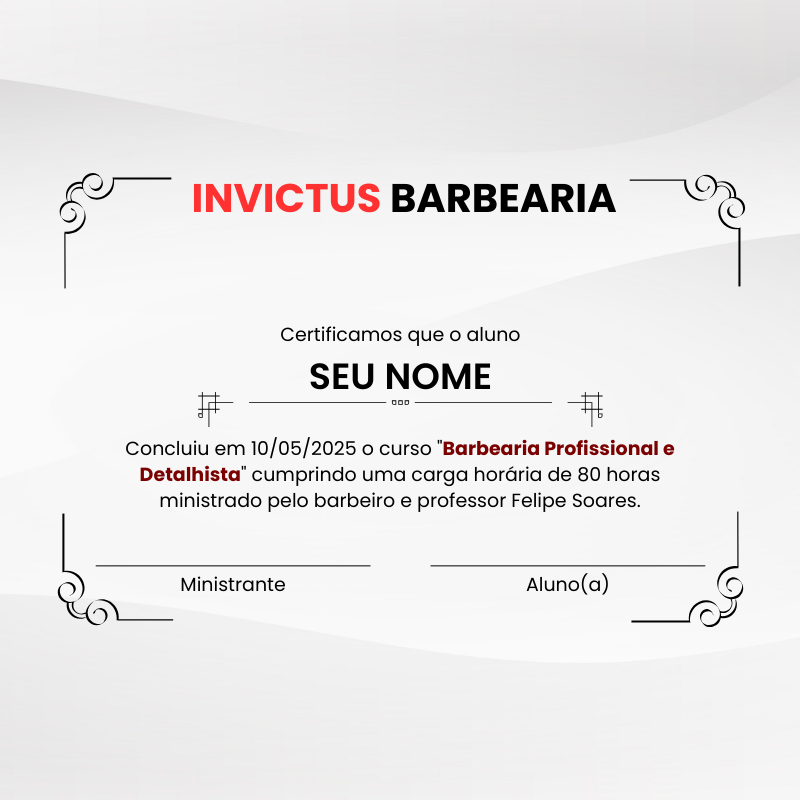 INVICTUS BARBEARIA
Certificamos que o aluno
SEU NOME
Concluiu em 10/05/2025 o curso "Barbearia Profissional e
Detalhista" cumprindo uma carga horária de 80 horas
ministrado pelo barbeiro e professor Felipe Soares.
Ministrante
Aluno(a)